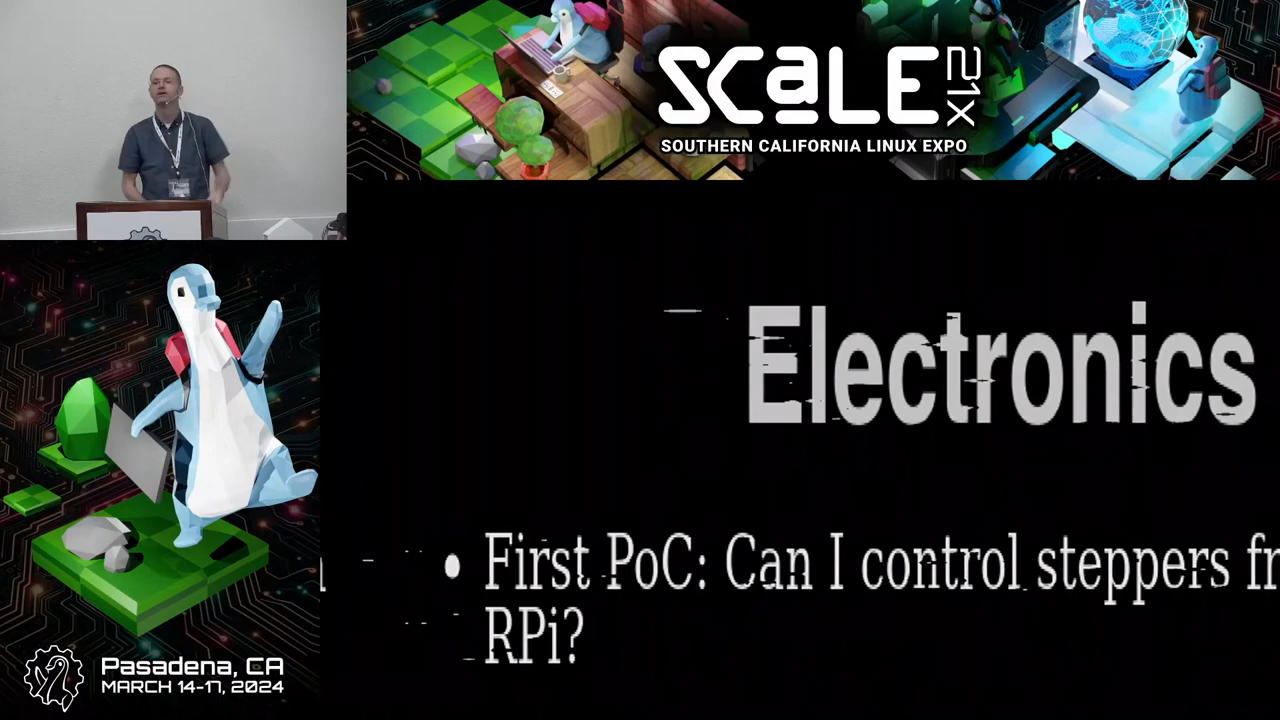 SCaLE 21x
SOUTHERN CALIFORNIA LINUX EXPO
Electronics
• First PoC: Can I control steppers fr
RPi?
Pasadena, CA
MARCH 14-17, 2024